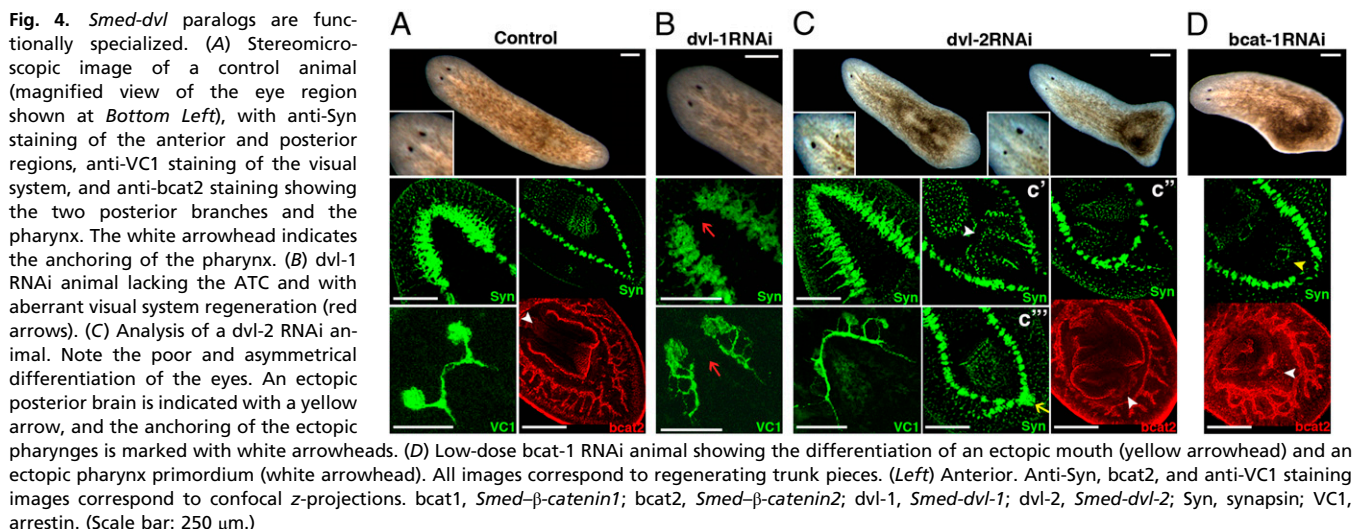 Fig. 4. Smed-dvl paralogs are func-
tionally specialized. (A) Stereomicro-
scopic image of a control animal
(magnified view of the eye region
shown at Bottom Left), with anti-Syn
staining of the anterior and posterior
regions, anti-VC1 staining of the visual
system, and anti-bcat2 staining showing
the two posterior branches and the
pharynx. The white arrowhead indicates
the anchoring of the pharynx. (B) dvl-1
RNAi animal lacking the ATC and with
aberrant visual system regeneration (red
arrows). (C) Analysis of a dvl-2 RNAi an-
imal. Note the poor and asymmetrical
differentiation of the eyes. An ectopic
posterior brain is indicated with a yellow
arrow, and the anchoring of the ectopic
pharynges is marked with white arrowheads. (D) Low-dose bcat-1 RNAi animal showing the differentiation of an ectopic mouth (yellow arrowhead) and an
ectopic pharynx primordium (white arrowhead). All images correspond to regenerating trunk pieces. (Left) Anterior. Anti-Syn, bcat2, and anti-VC1 staining
images correspond to confocal z-projections. bcat1, Smed–β-catenin1; bcat2, Smed–β-catenin2; dvl-1, Smed-dvl-1; dvl-2, Smed-dvl-2; Syn, synapsin; VC1,
arrestin. (Scale bar: 250 μm.)
A B C D
Control dvl-1RNAi dvl-2RNAi bcat-1RNAi
c' c''
Syn Syn Syn Syn Syn Syn Syn
c'''
VC1 bcat2 VC1 VC1 Syn bcat2 bcat2